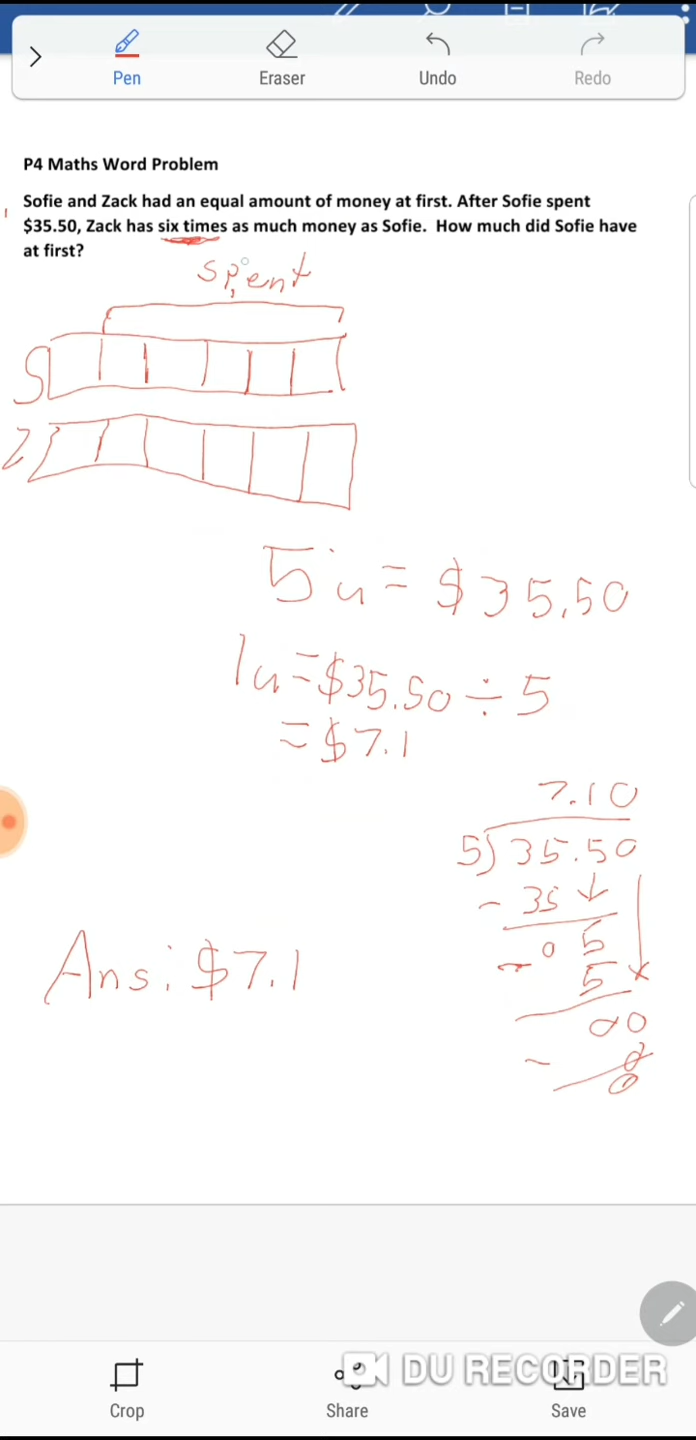 Pen
Eraser
Undo
Redo
P4 Maths Word Problem
Sofie and Zack had an equal amount of money at first. After Sofie spent
$35.50, Zack has six times as much money as Sofie. How much did Sofie have
at first?
spent
S
Z
5u = $35.50
1u = $35.50 ÷ 5
= $7.1
7.10
5)35.50
- 35
05
- 5
00
- 0
0
Ans: $7.1
DU RECORDER
Crop
Share
Save